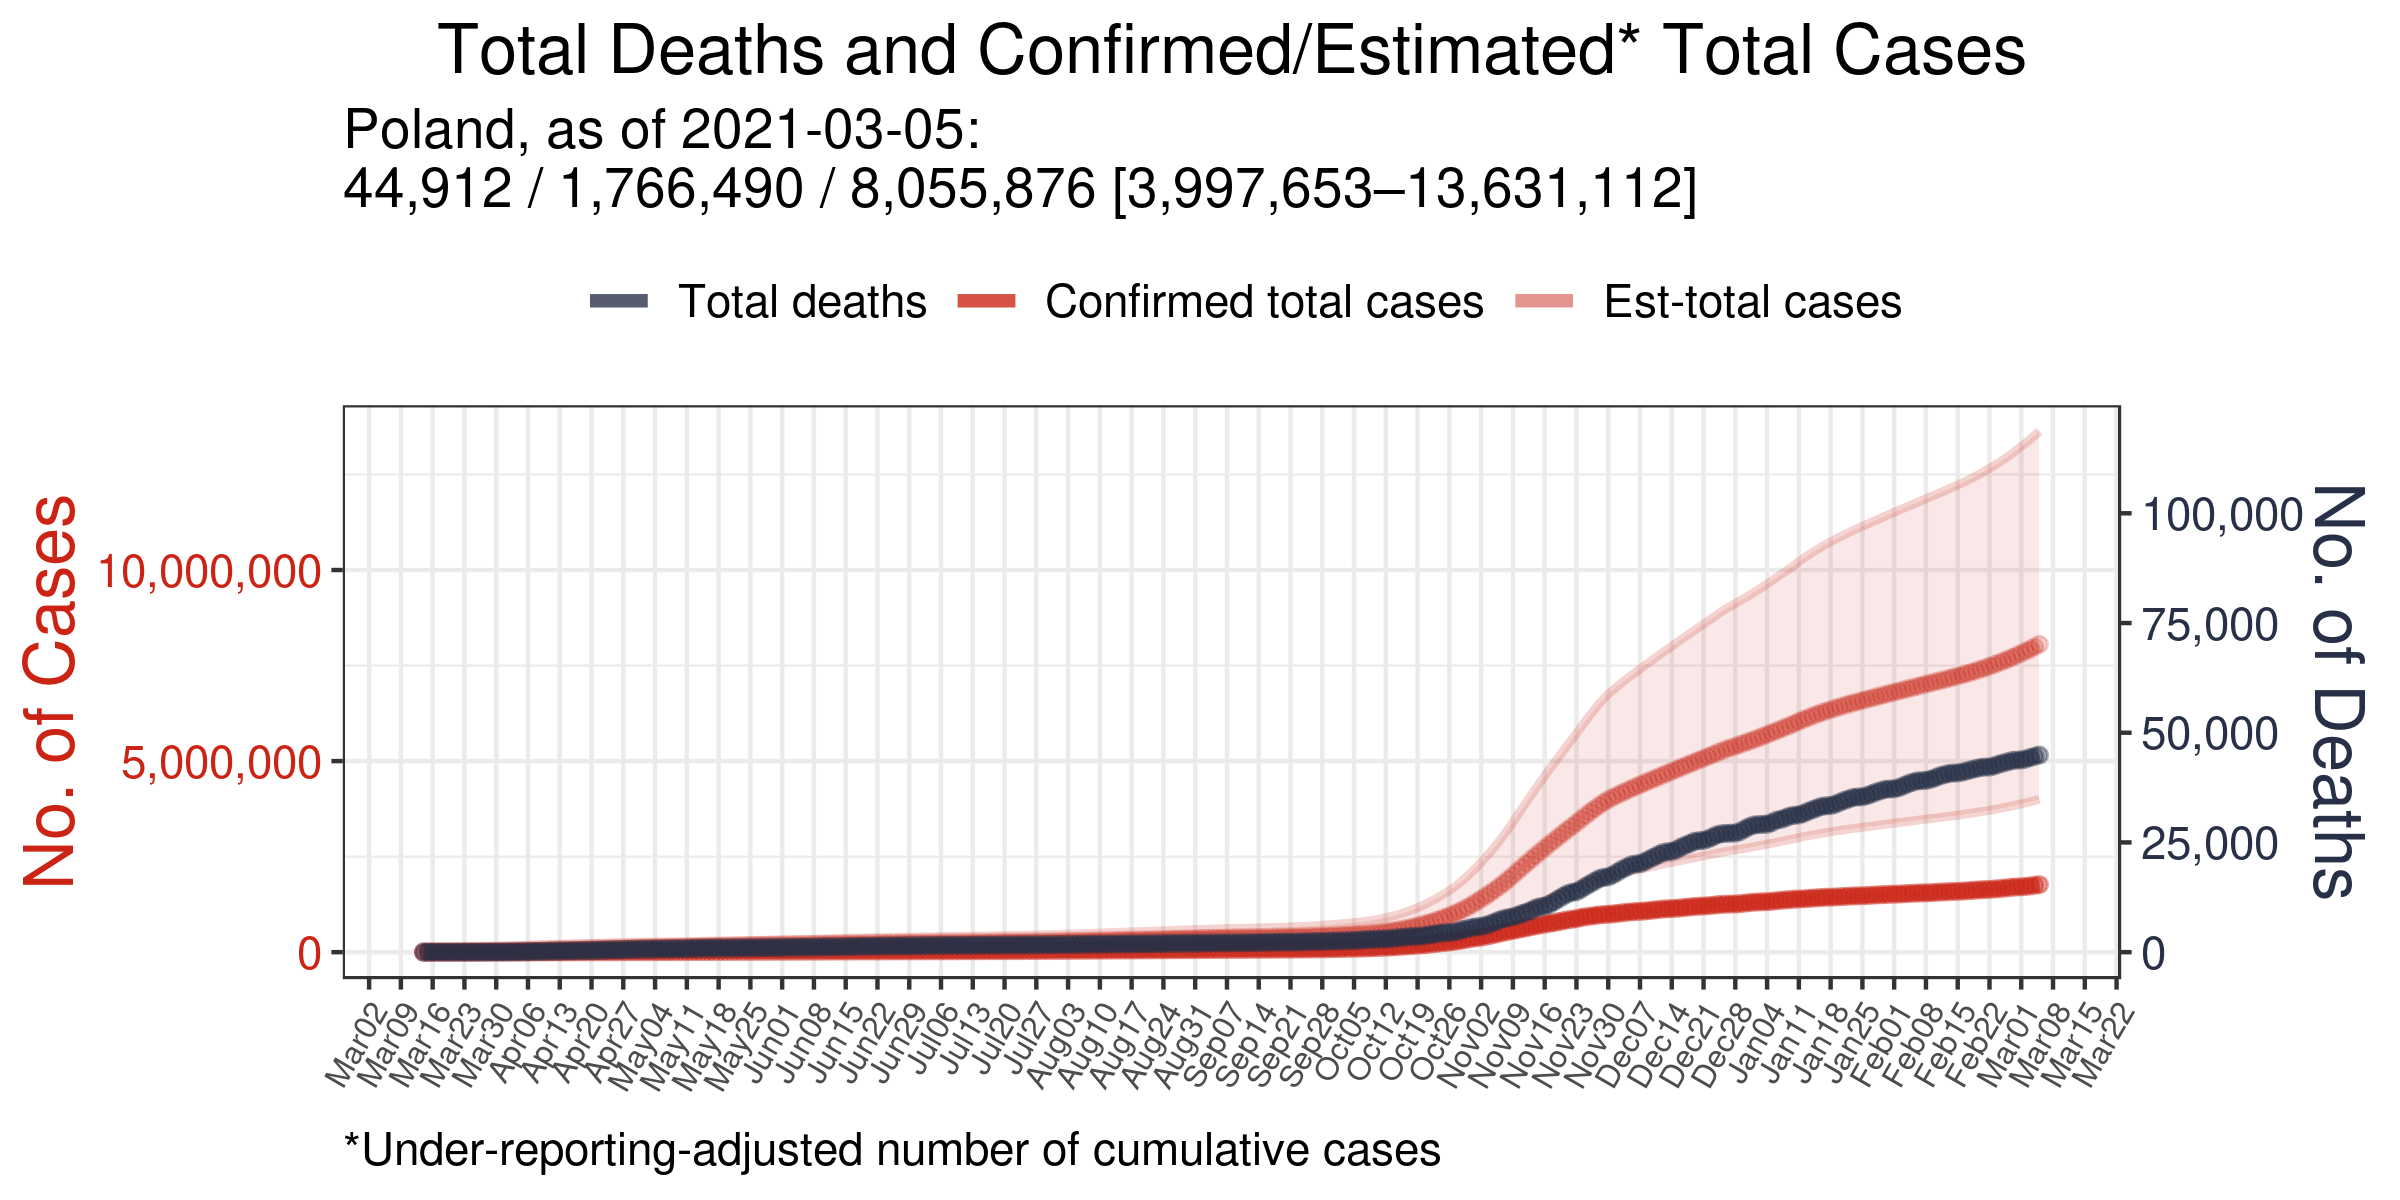 Total Deaths and Confirmed/Estimated* Total Cases
Poland, as of 2021-03-05:
44,912 / 1,766,490 / 8,055,876 [3,997,653–13,631,112]
Total deaths
Confirmed total cases
Est-total cases
No. of Cases
10,000,000
5,000,000
0
100,000
75,000
50,000
25,000
0
No. of Deaths
Mar02
Mar09
Mar16
Mar23
Mar30
Apr06
Apr13
Apr20
Apr27
May04
May11
May18
May25
Jun01
Jun08
Jun15
Jun22
Jun29
Jul06
Jul13
Jul20
Jul27
Aug03
Aug10
Aug17
Aug24
Aug31
Sep07
Sep14
Sep21
Sep28
Oct05
Oct12
Oct19
Oct26
Nov02
Nov09
Nov16
Nov23
Nov30
Dec07
Dec14
Dec21
Dec28
Jan04
Jan11
Jan18
Jan25
Feb01
Feb08
Feb15
Feb22
Mar01
Mar08
Mar15
Mar22
*Under-reporting-adjusted number of cumulative cases